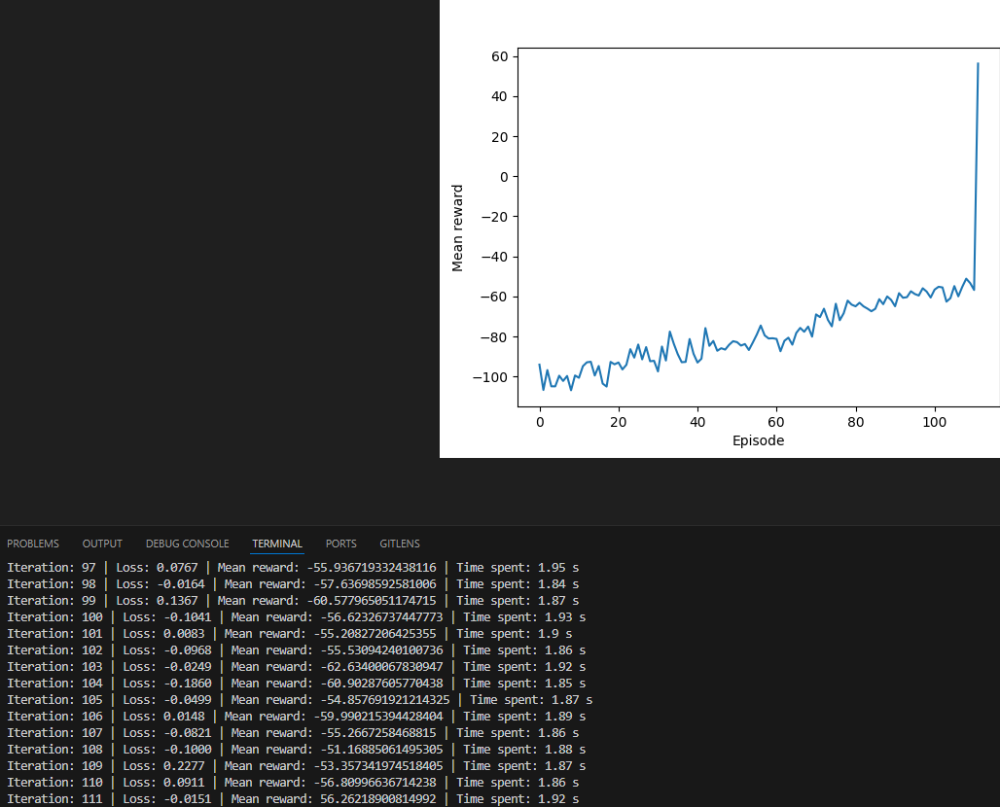 60
40
20
0
−20
−40
−60
−80
−100
Mean reward
0 20 40 60 80 100
Episode
PROBLEMS OUTPUT DEBUG CONSOLE TERMINAL PORTS GITLENS
Iteration: 97 | Loss: 0.0767 | Mean reward: -55.936719332438116 | Time spent: 1.95 s
Iteration: 98 | Loss: -0.0164 | Mean reward: -57.63698592581006 | Time spent: 1.84 s
Iteration: 99 | Loss: 0.1367 | Mean reward: -60.577965051174715 | Time spent: 1.87 s
Iteration: 100 | Loss: -0.1041 | Mean reward: -56.62326737447773 | Time spent: 1.93 s
Iteration: 101 | Loss: 0.0083 | Mean reward: -55.20827206425355 | Time spent: 1.9 s
Iteration: 102 | Loss: -0.0968 | Mean reward: -55.53094240100736 | Time spent: 1.86 s
Iteration: 103 | Loss: -0.0249 | Mean reward: -62.63400067830947 | Time spent: 1.92 s
Iteration: 104 | Loss: -0.1860 | Mean reward: -60.90287605770438 | Time spent: 1.85 s
Iteration: 105 | Loss: -0.0499 | Mean reward: -54.857691921214325 | Time spent: 1.87 s
Iteration: 106 | Loss: 0.0148 | Mean reward: -59.990215394428404 | Time spent: 1.89 s
Iteration: 107 | Loss: -0.0821 | Mean reward: -55.2667258468815 | Time spent: 1.86 s
Iteration: 108 | Loss: -0.1000 | Mean reward: -51.16885061495305 | Time spent: 1.88 s
Iteration: 109 | Loss: 0.2277 | Mean reward: -53.357341974518405 | Time spent: 1.87 s
Iteration: 110 | Loss: 0.0911 | Mean reward: -56.80996636714238 | Time spent: 1.86 s
Iteration: 111 | Loss: -0.0151 | Mean reward: 56.26218900814992 | Time spent: 1.92 s